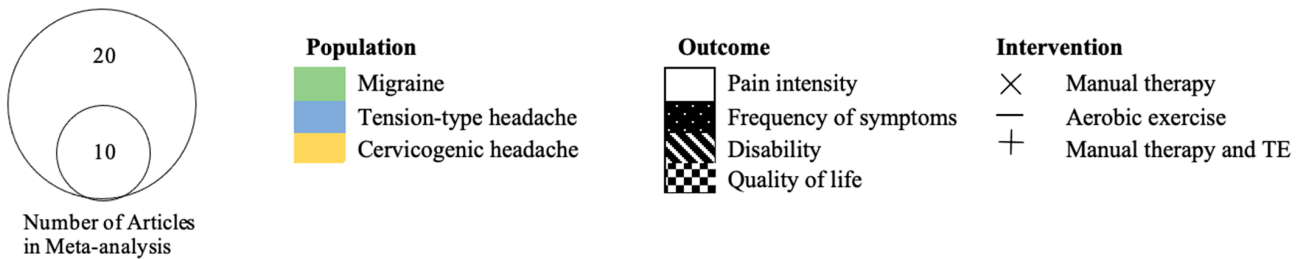 20
10
Number of Articles
in Meta-analysis
Population
Migraine
Tension-type headache
Cervicogenic headache
Outcome
Pain intensity
Frequency of symptoms
Disability
Quality of life
Intervention
Manual therapy
Aerobic exercise
Manual therapy and TE